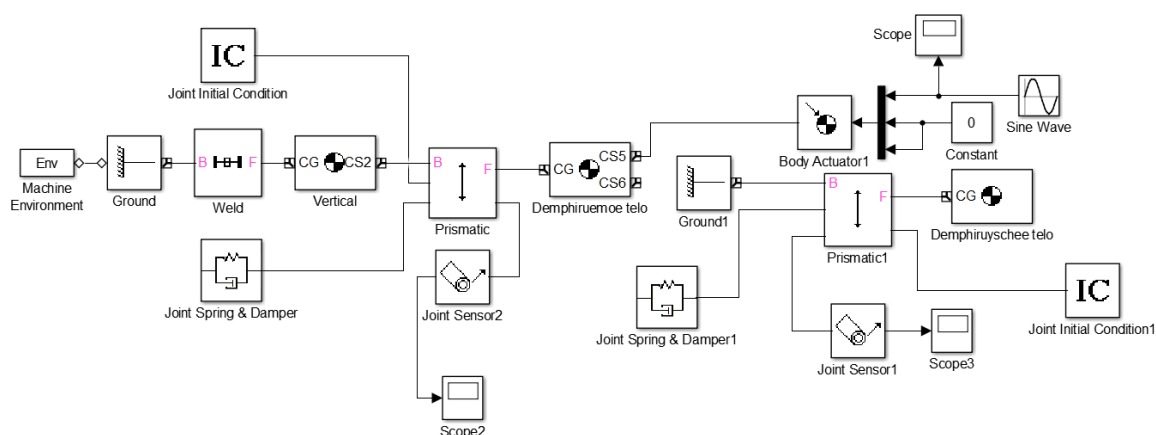 Scope
IC
Joint Initial Condition
Sine Wave
0
Constant
Body Actuator1
Env
Machine
Environment
Ground
B F
Weld
CG CS2
Vertical
B F
Prismatic
CG CS5
CS6
Demphiruemoe telo
Ground1
B F
Prismatic1
CG
Demphiruyschee telo
Joint Spring & Damper
Joint Sensor2
Joint Spring & Damper1
IC
Joint Initial Condition1
Joint Sensor1
Scope3
Scope2